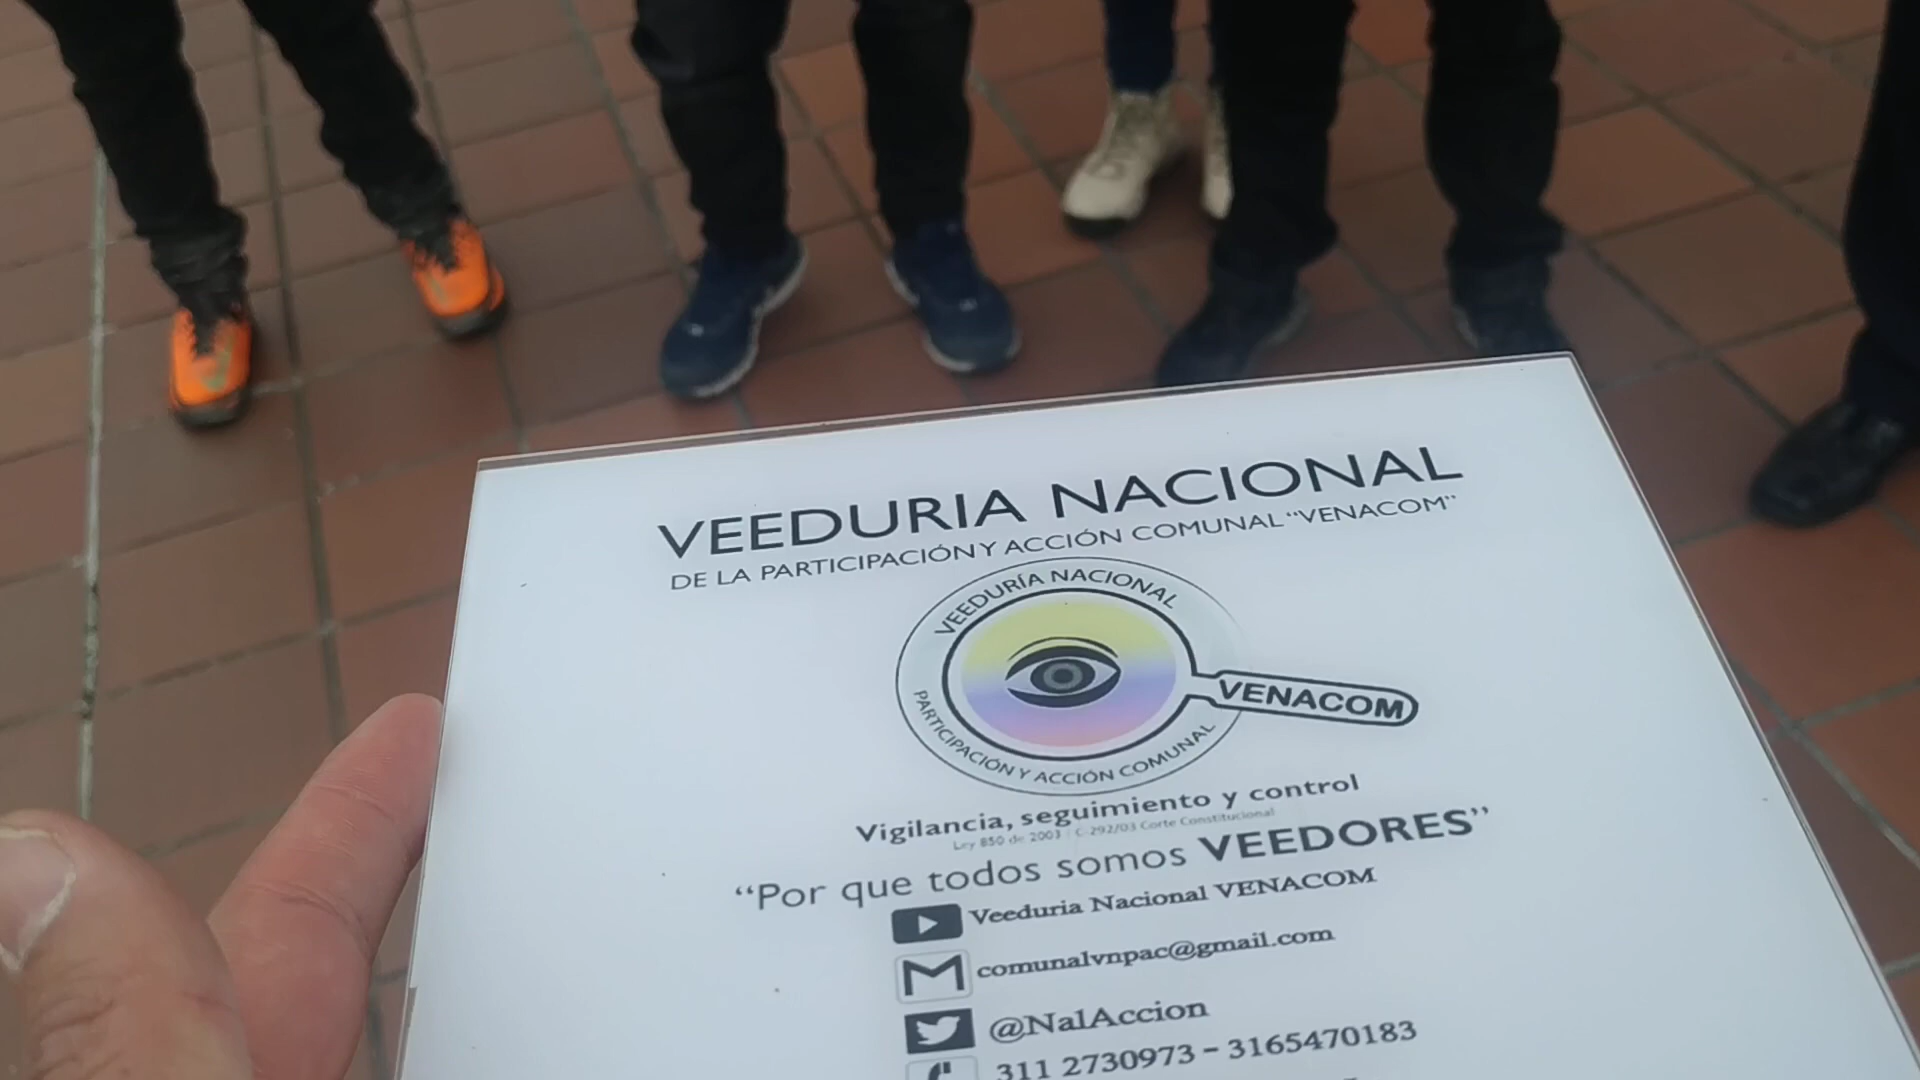 VEEDURIA NACIONAL
DE LA PARTICIPACIÓN Y ACCIÓN COMUNAL "VENACOM"
VEEDURÍA NACIONAL
VENACOM
PARTICIPACIÓN Y ACCIÓN COMUNAL
Vigilancia, seguimiento y control
Ley 850 de 2003 C-292/03 Corte Constitucional
"Por que todos somos VEEDORES"
Veeduria Nacional VENACOM
comunalvnpac@gmail.com
@NalAccion
311 2730973 - 3165470183